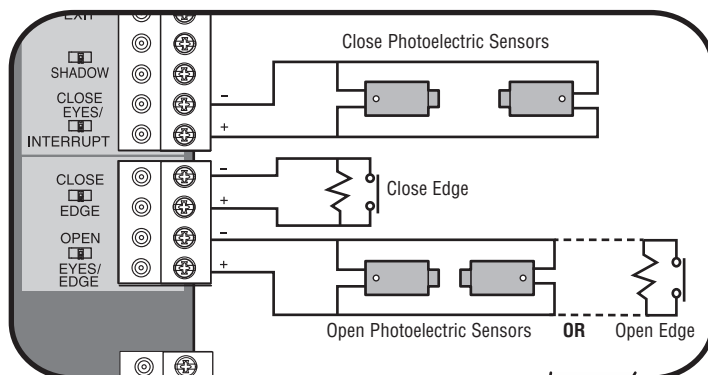 EXIT
Close Photoelectric Sensors
SHADOW
CLOSE
EYES/
INTERRUPT
-
+
CLOSE
EDGE
-
+
Close Edge
OPEN
EYES/
EDGE
-
+
Open Photoelectric Sensors OR Open Edge